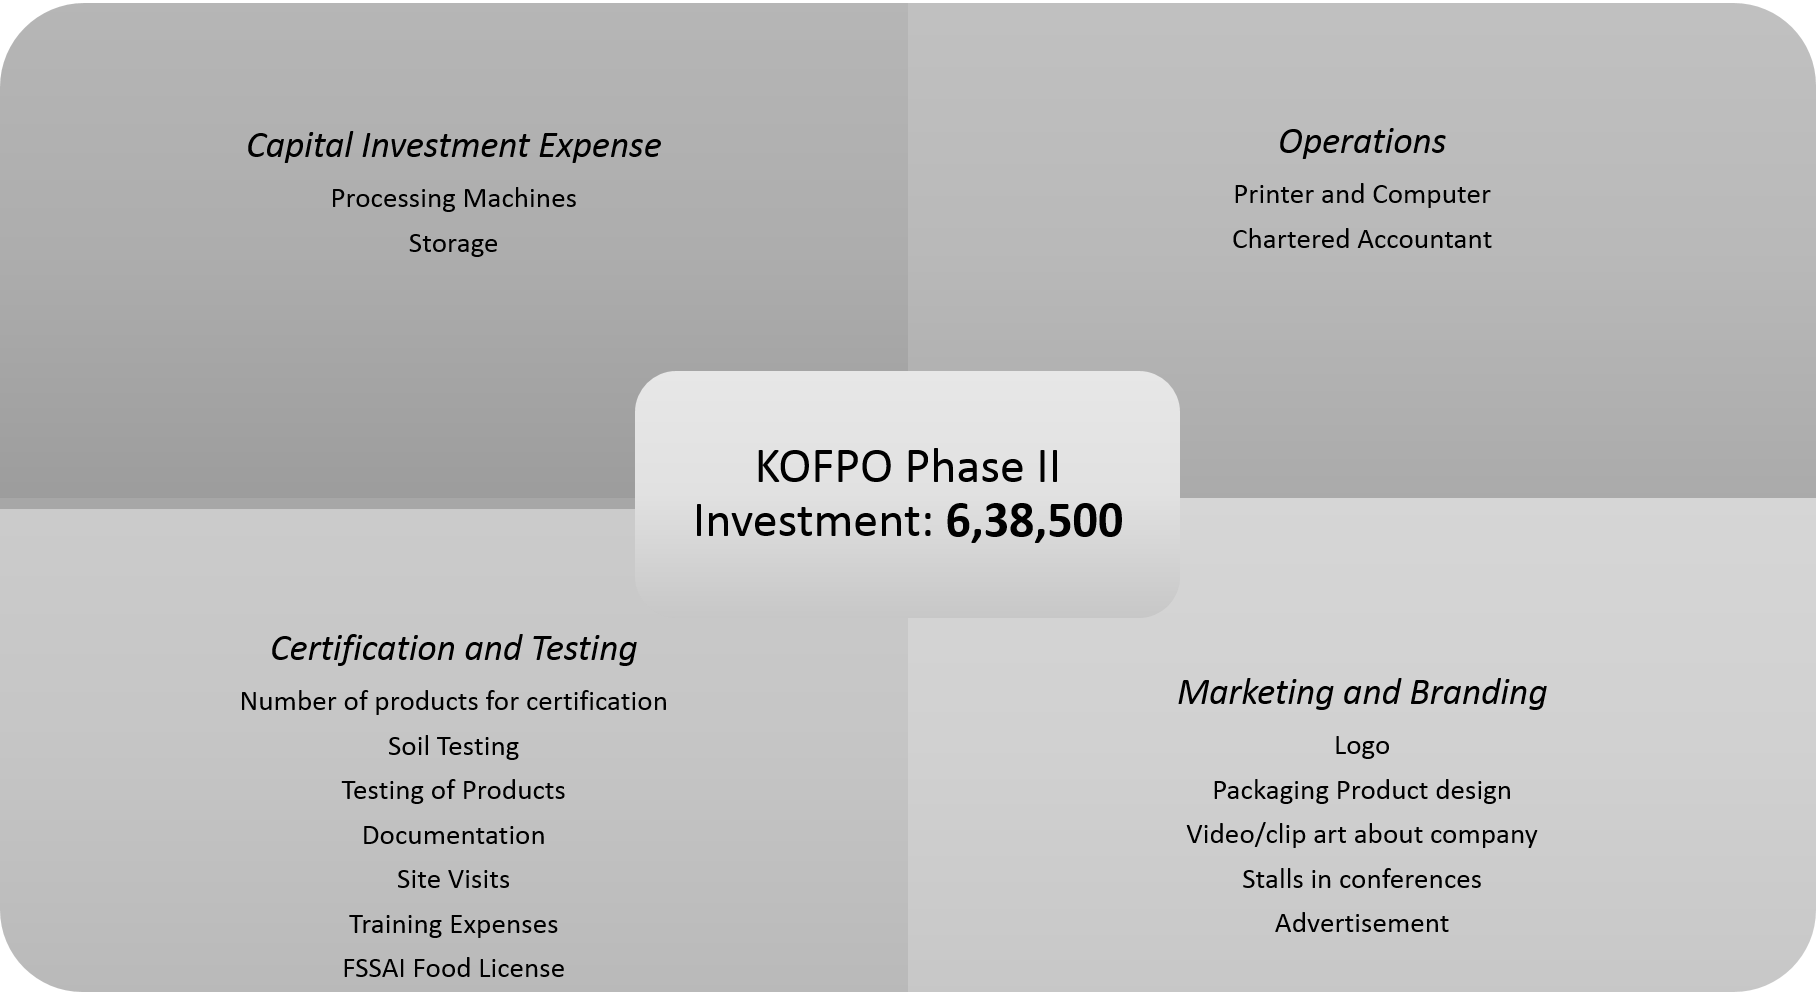 Capital Investment Expense
Processing Machines
Storage
Operations
Printer and Computer
Chartered Accountant
KOFPO Phase II
Investment: 6,38,500
Certification and Testing
Number of products for certification
Soil Testing
Testing of Products
Documentation
Site Visits
Training Expenses
FSSAI Food License
Marketing and Branding
Logo
Packaging Product design
Video/clip art about company
Stalls in conferences
Advertisement